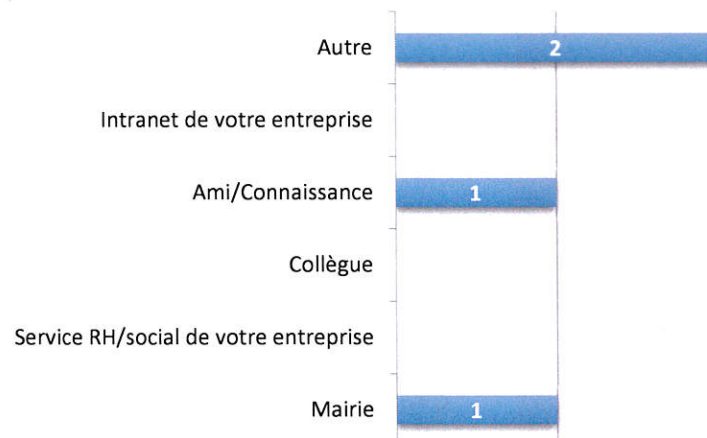 Autre
2
Intranet de votre entreprise
Ami/Connaissance
1
Collègue
Service RH/social de votre entreprise
Mairie
1